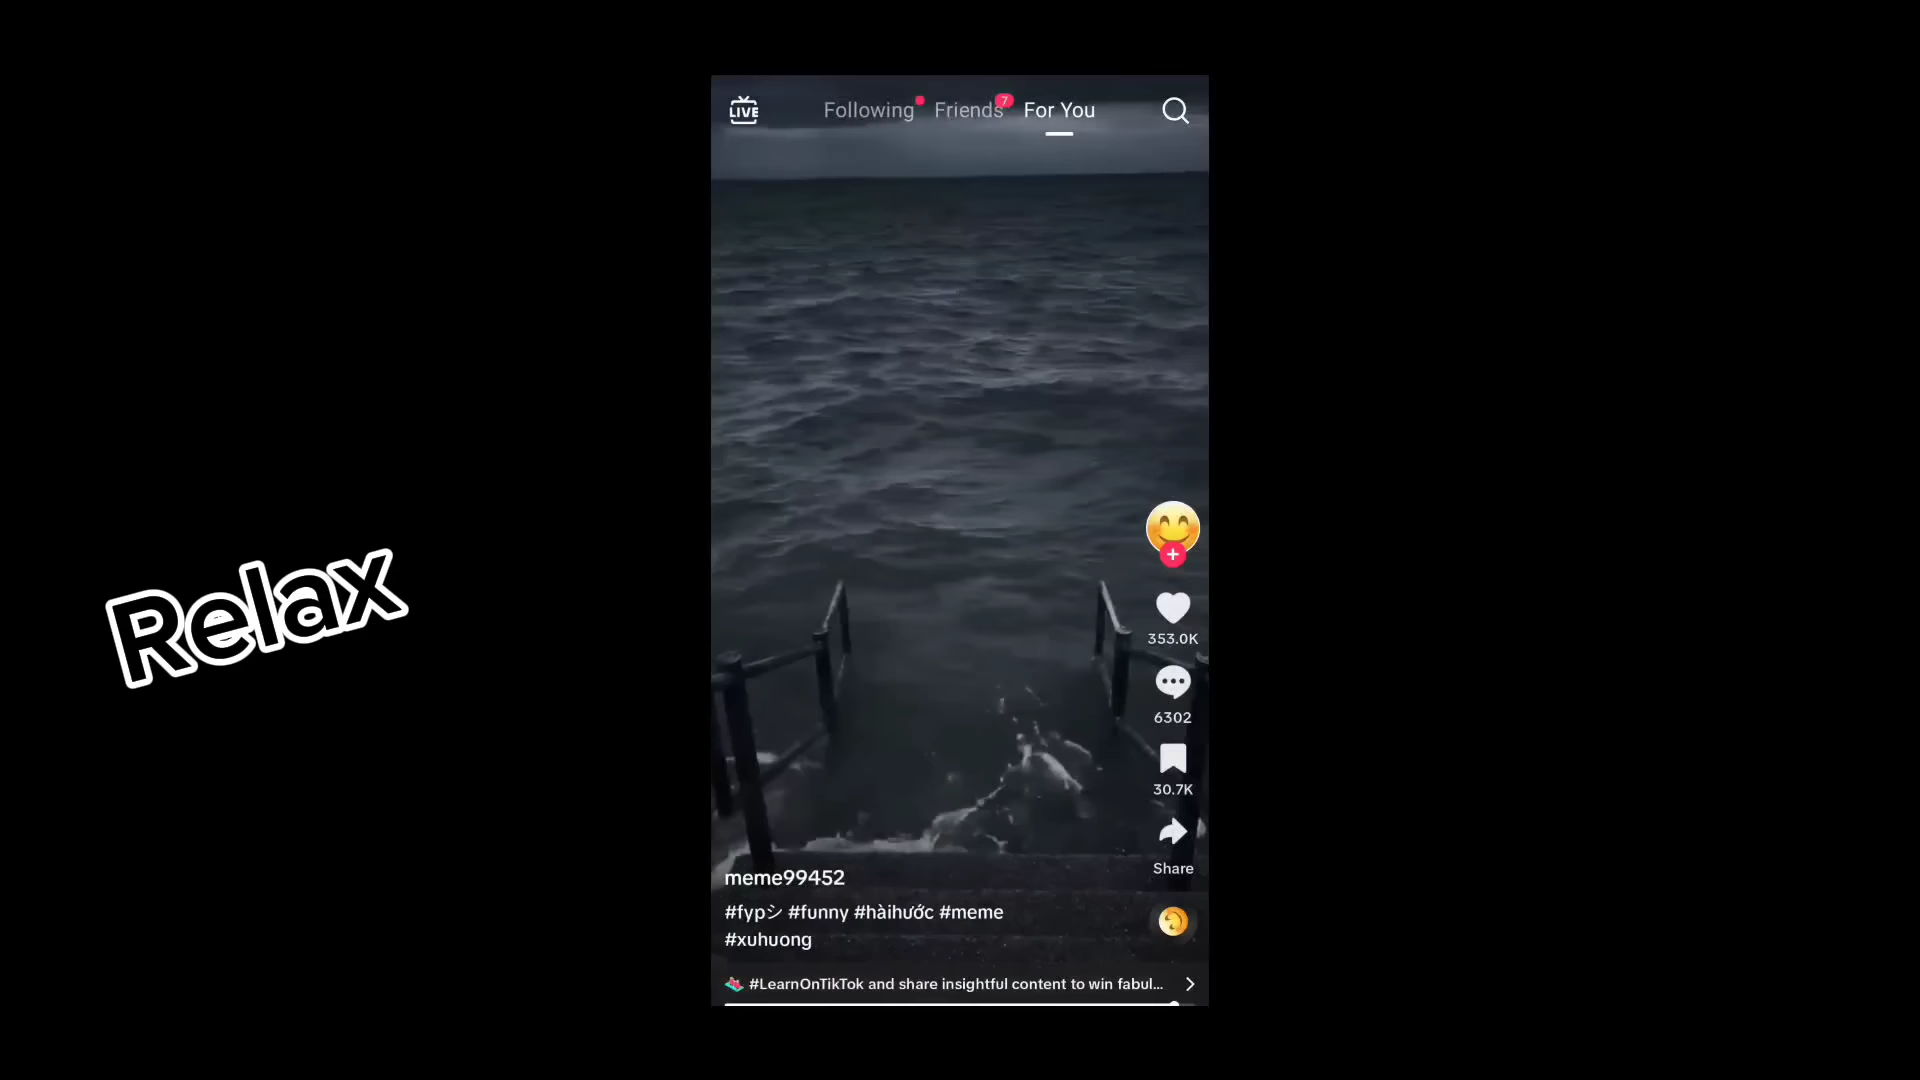 LIVE
Following Friends 7 For You
Relax
353.0K
6302
30.7K
Share
meme99452
#fypシ #funny #hàihước #meme
#xuhuong
#LearnOnTikTok and share insightful content to win fabul...